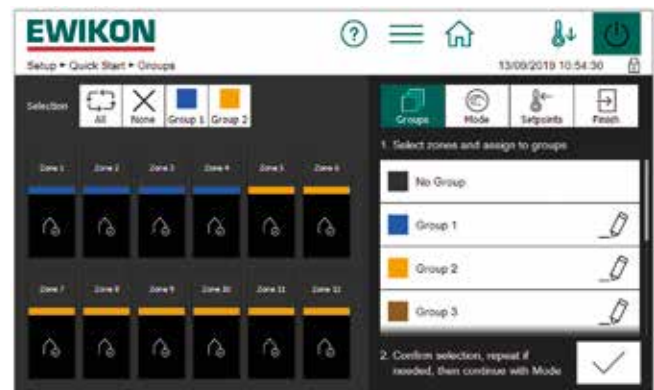 EWIKON
Setup • Quick Start • Groups
13/09/2019 10:54:30
Selection
All
None
Group 1
Group 2
Groups
Mode
Setpoints
Finish
1. Select zones and assign to groups
Zone 1
Zone 2
Zone 3
Zone 4
Zone 5
Zone 6
No Group
Group 1
Group 2
Zone 7
Zone 8
Zone 9
Zone 10
Zone 11
Zone 12
Group 3
2. Confirm selection, repeat if
needed, then continue with Mode